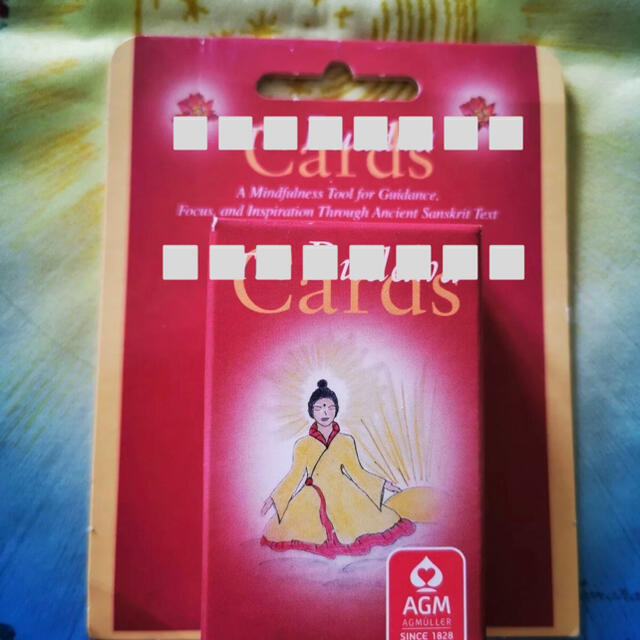 Cards
A Mindfulness Tool for Guidance,
Focus, and Inspiration Through Ancient Sanskrit Text
Cards
AGM
AGMÜLLER
SINCE 1828